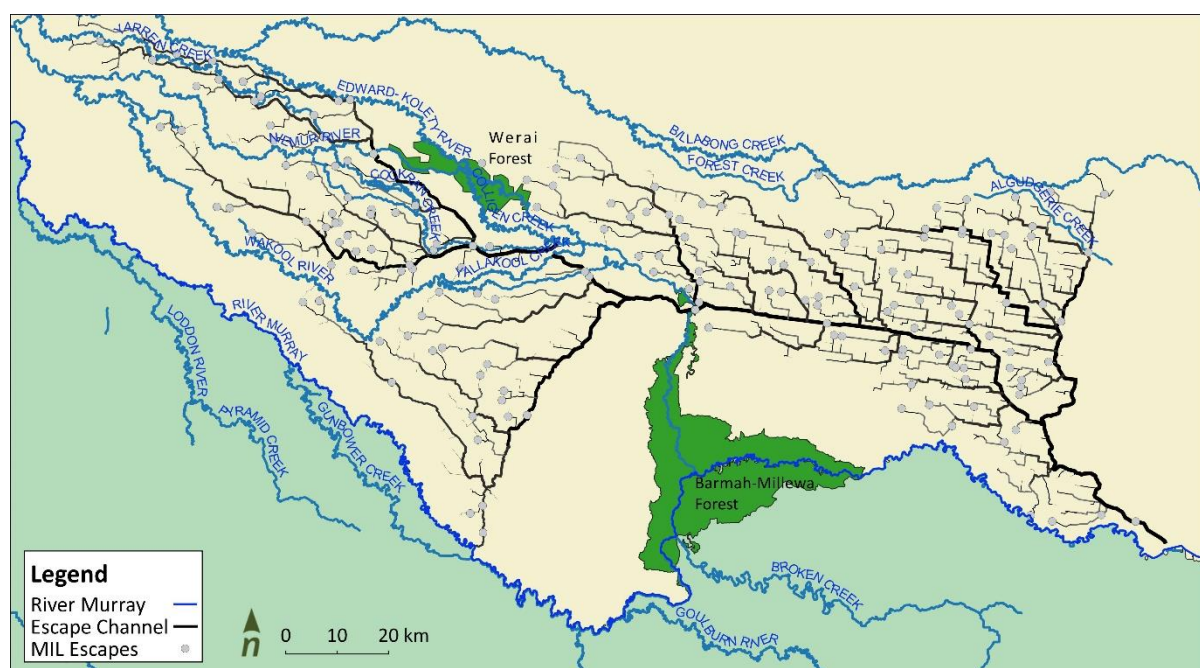 JARREN CREEK
EDWARD- KOLETY-RIVER
BILLABONG CREEK
FOREST CREEK
ALGUDGERIE CREEK
Werai
Forest
NIEMUR RIVER
COLLIGEN CREEK
CREEK
WAKOOL RIVER
YALLAKOOL
RIVER MURRAY
LODDON RIVER
PYRAMID CREEK
GUNBOWER CREEK
Barmah-Millewa
Forest
BROKEN CREEK
GOULBURN RIVER
Legend
River Murray
Escape Channel
MIL Escapes
n
0 10 20 km